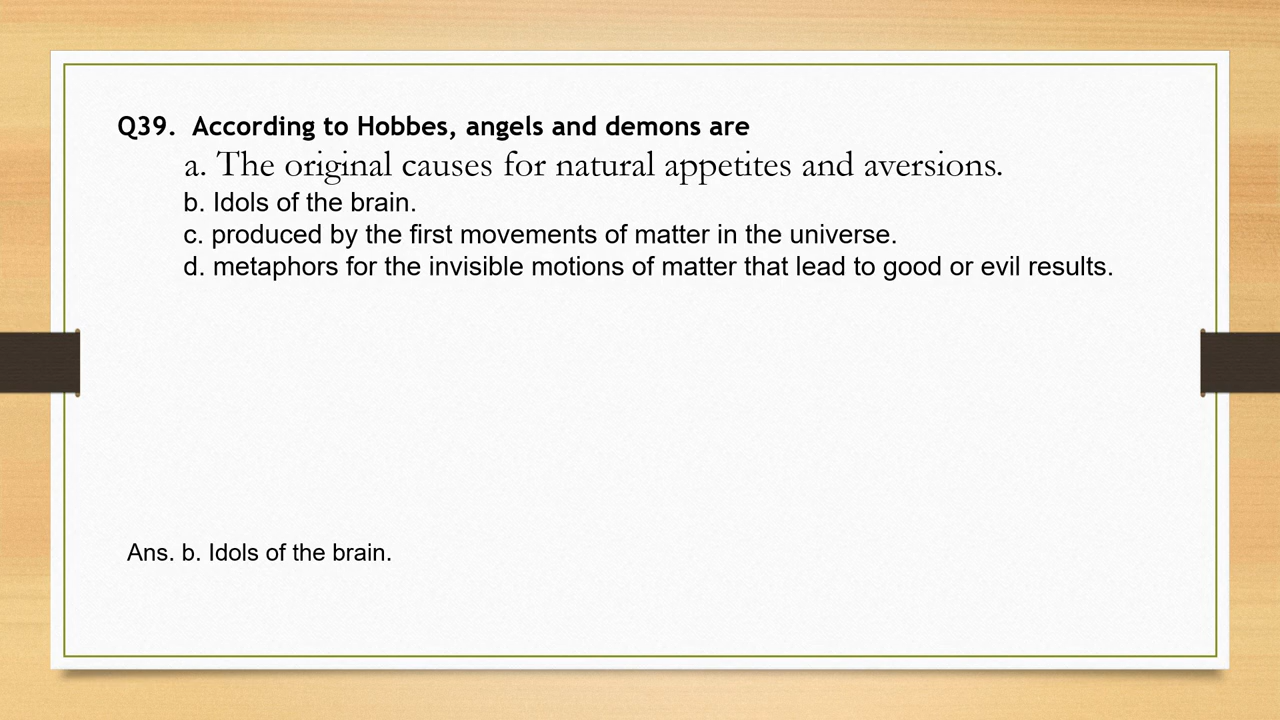 Q39. According to Hobbes, angels and demons are
a. The original causes for natural appetites and aversions.
b. Idols of the brain.
c. produced by the first movements of matter in the universe.
d. metaphors for the invisible motions of matter that lead to good or evil results.
Ans. b. Idols of the brain.